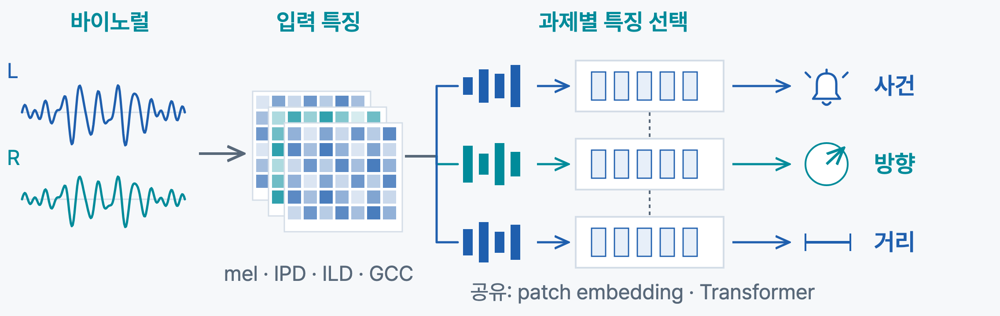 바이노럴
입력 특징
과제별 특징 선택
L
R
사건
방향
거리
mel · IPD · ILD · GCC
공유: patch embedding · Transformer